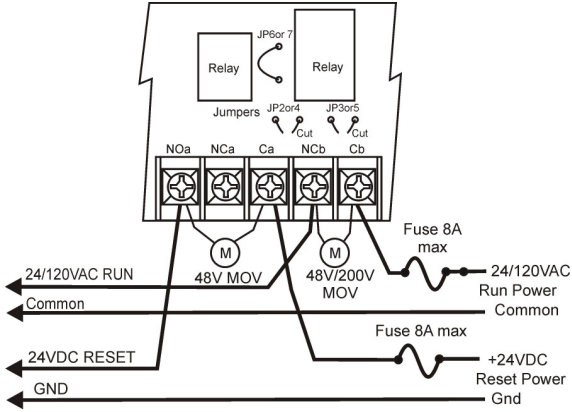 JP6or 7
Relay
Relay
Jumpers
JP2or4
JP3or5
Cut
Cut
NOa
NCa
Ca
NCb
Cb
M
M
48V MOV
48V/200V
MOV
Fuse 8A
max
24/120VAC RUN
24/120VAC
Run Power
Common
Common
Fuse 8A max
24VDC RESET
+24VDC
Reset Power
GND
Gnd